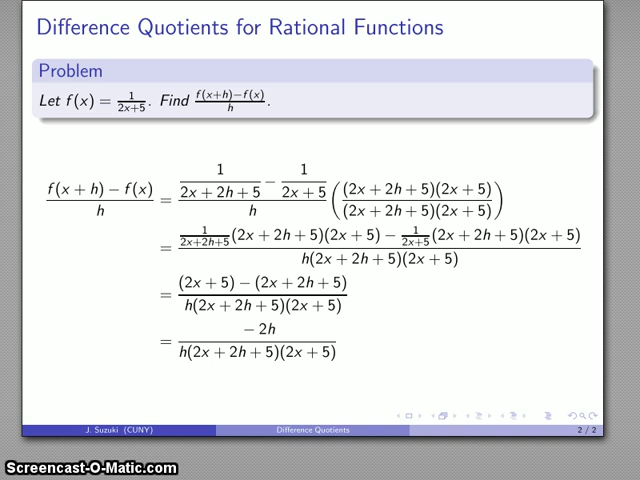 Difference Quotients for Rational Functions
Problem
Let f(x) = 1/(2x+5). Find (f(x+h)−f(x))/h.
(f(x + h) − f(x))/h = (1/(2x + 2h + 5) − 1/(2x + 5))/h ((2x + 2h + 5)(2x + 5)/(2x + 2h + 5)(2x + 5))
= (1/(2x+2h+5)(2x + 2h + 5)(2x + 5) − 1/(2x+5)(2x + 2h + 5)(2x + 5))/h(2x + 2h + 5)(2x + 5)
= ((2x + 5) − (2x + 2h + 5))/h(2x + 2h + 5)(2x + 5)
= −2h/h(2x + 2h + 5)(2x + 5)
J. Suzuki (CUNY) Difference Quotients 2 / 2
Screencast-O-Matic.com